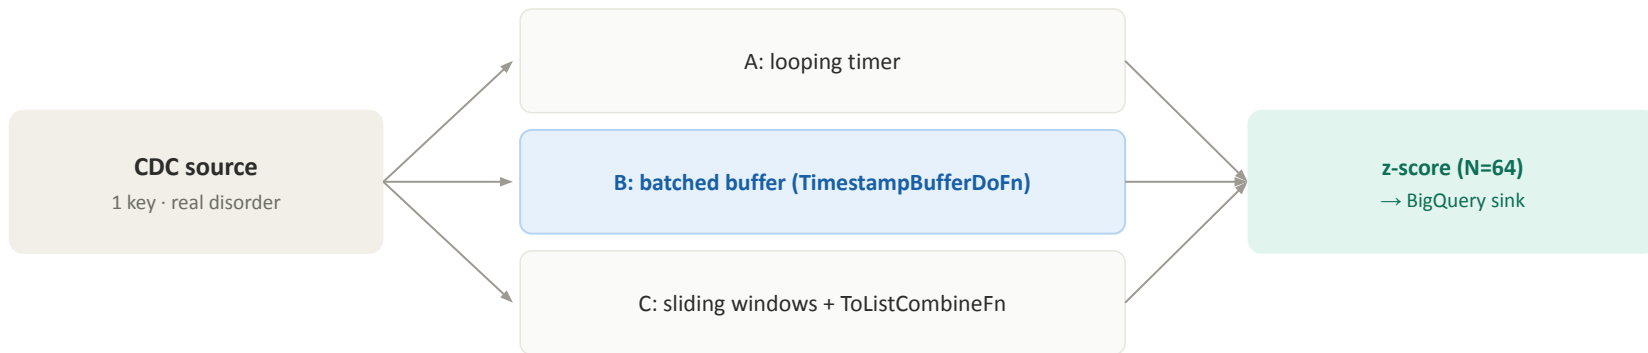 CDC source
1 key · real disorder
A: looping timer
B: batched buffer (TimestampBufferDoFn)
C: sliding windows + ToListCombineFn
z-score (N=64)
→ BigQuery sink